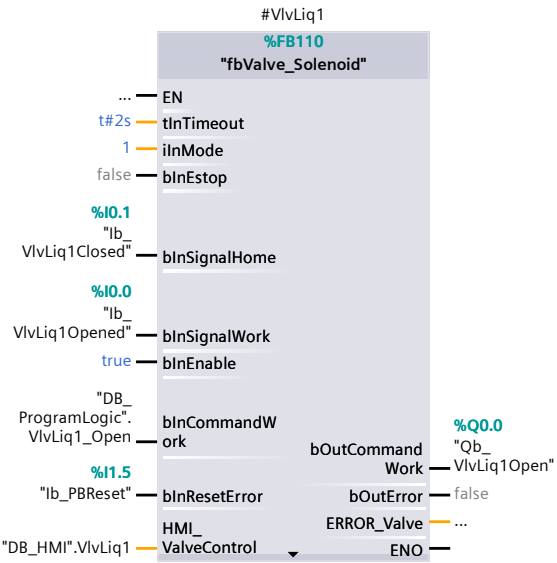 #VlvLiq1
%FB110
"fbValve_Solenoid"
... EN
t#2s tInTimeout
1 iInMode
false bInEstop
%I0.1
"Ib_
VlvLiq1Closed" bInSignalHome
%I0.0
"Ib_
VlvLiq1Opened" bInSignalWork
true bInEnable
"DB_
ProgramLogic".
VlvLiq1_Open
bInCommandW
ork
%I1.5
"Ib_PBReset" bInResetError
"DB_HMI".VlvLiq1
HMI_
ValveControl
bOutCommand
Work
%Q0.0
"Qb_
VlvLiq1Open"
bOutError false
ERROR_Valve ...
ENO